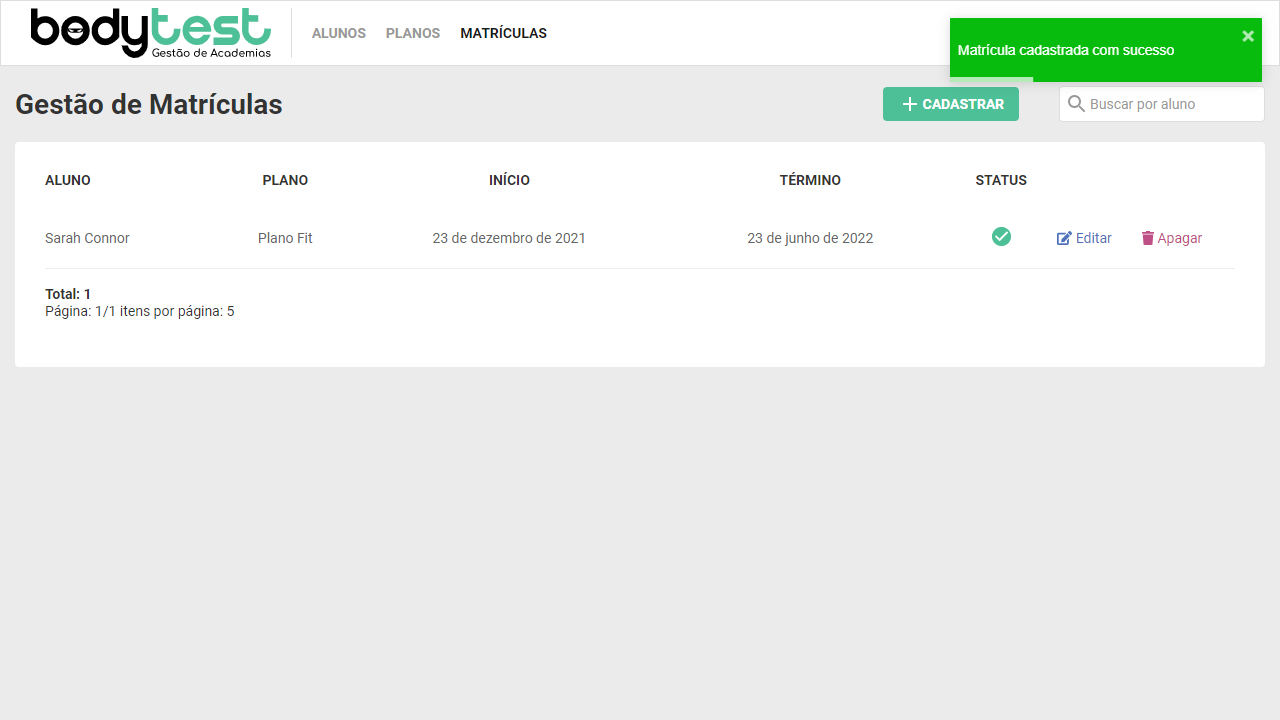 bodytest
Gestão de Academias
ALUNOS PLANOS MATRÍCULAS
Matrícula cadastrada com sucesso
Gestão de Matrículas
CADASTRAR
Buscar por aluno
ALUNO PLANO INÍCIO TÉRMINO STATUS
Sarah Connor Plano Fit 23 de dezembro de 2021 23 de junho de 2022 Editar Apagar
Total: 1
Página: 1/1 itens por página: 5